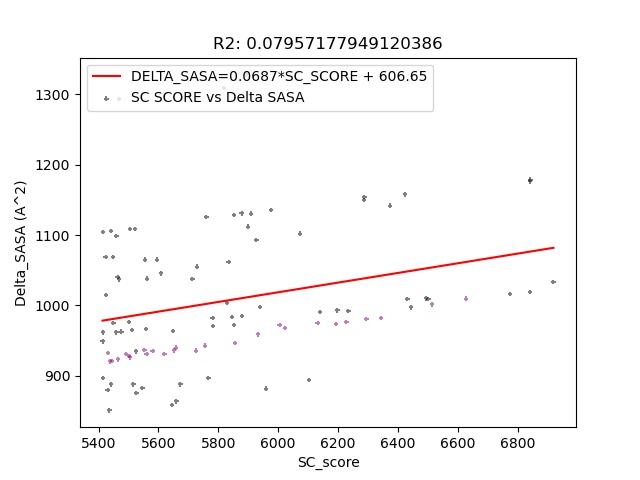 R2: 0.07957177949120386
DELTA_SASA=0.0687*SC_SCORE + 606.65
SC SCORE vs Delta SASA
1300
1200
1100
1000
900
Delta_SASA (A^2)
5400 5600 5800 6000 6200 6400 6600 6800
SC_score